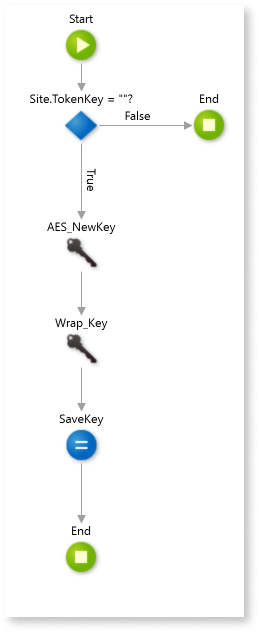 Start
Site.TokenKey = ""?
End
False
True
AES_NewKey
Wrap_Key
SaveKey
End